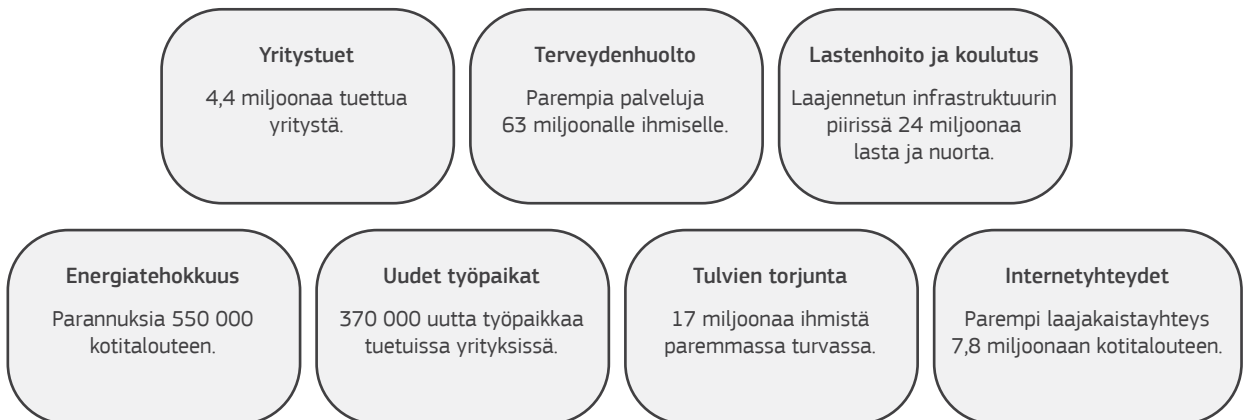 Yritystuet
4,4 miljoonaa tuettua
yritystä.
Terveydenhuolto
Parempia palveluja
63 miljoonalle ihmiselle.
Lastenhoito ja koulutus
Laajennetun infrastruktuurin
piirissä 24 miljoonaa
lasta ja nuorta.
Energiatehokkuus
Parannuksia 550 000
kotitalouteen.
Uudet työpaikat
370 000 uutta työpaikkaa
tuetuissa yrityksissä.
Tulvien torjunta
17 miljoonaa ihmistä
paremmassa turvassa.
Internetyhteydet
Parempi laajakaistayhteys
7,8 miljoonaan kotitalouteen.